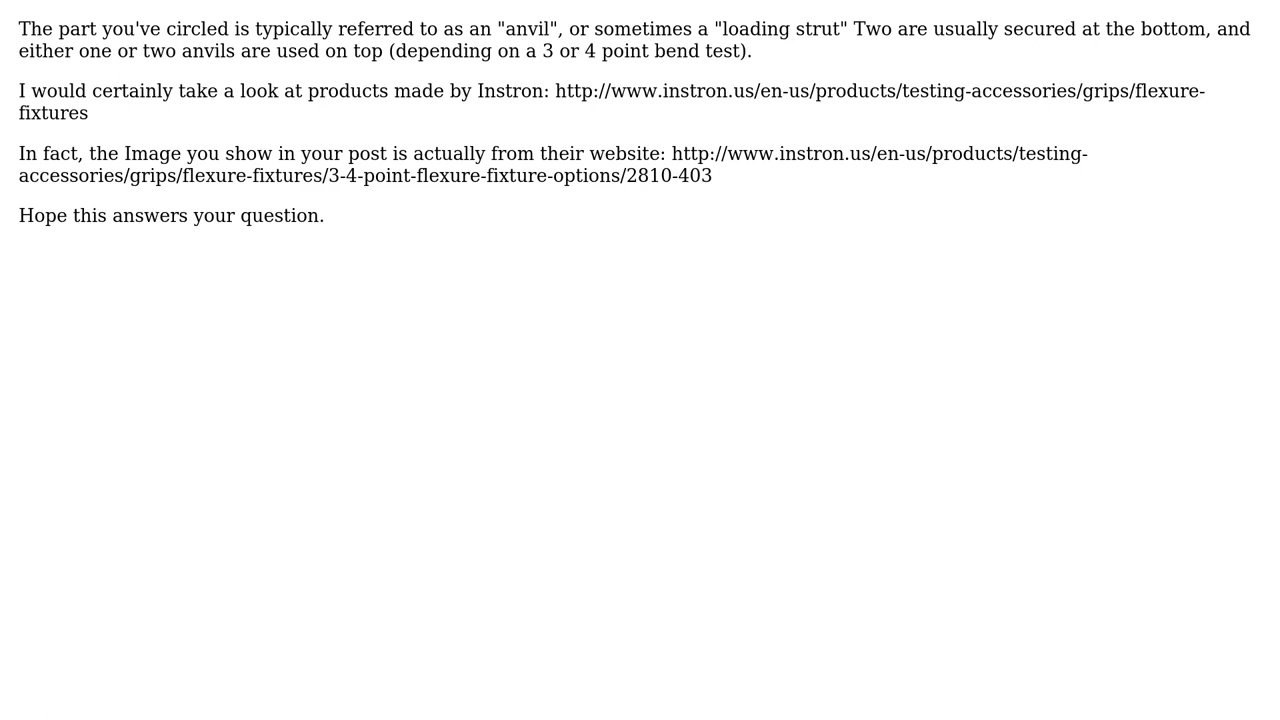 The part you've circled is typically referred to as an "anvil", or sometimes a "loading strut" Two are usually secured at the bottom, and
either one or two anvils are used on top (depending on a 3 or 4 point bend test).
I would certainly take a look at products made by Instron: http://www.instron.us/en-us/products/testing-accessories/grips/flexure-
fixtures
In fact, the Image you show in your post is actually from their website: http://www.instron.us/en-us/products/testing-
accessories/grips/flexure-fixtures/3-4-point-flexure-fixture-options/2810-403
Hope this answers your question.